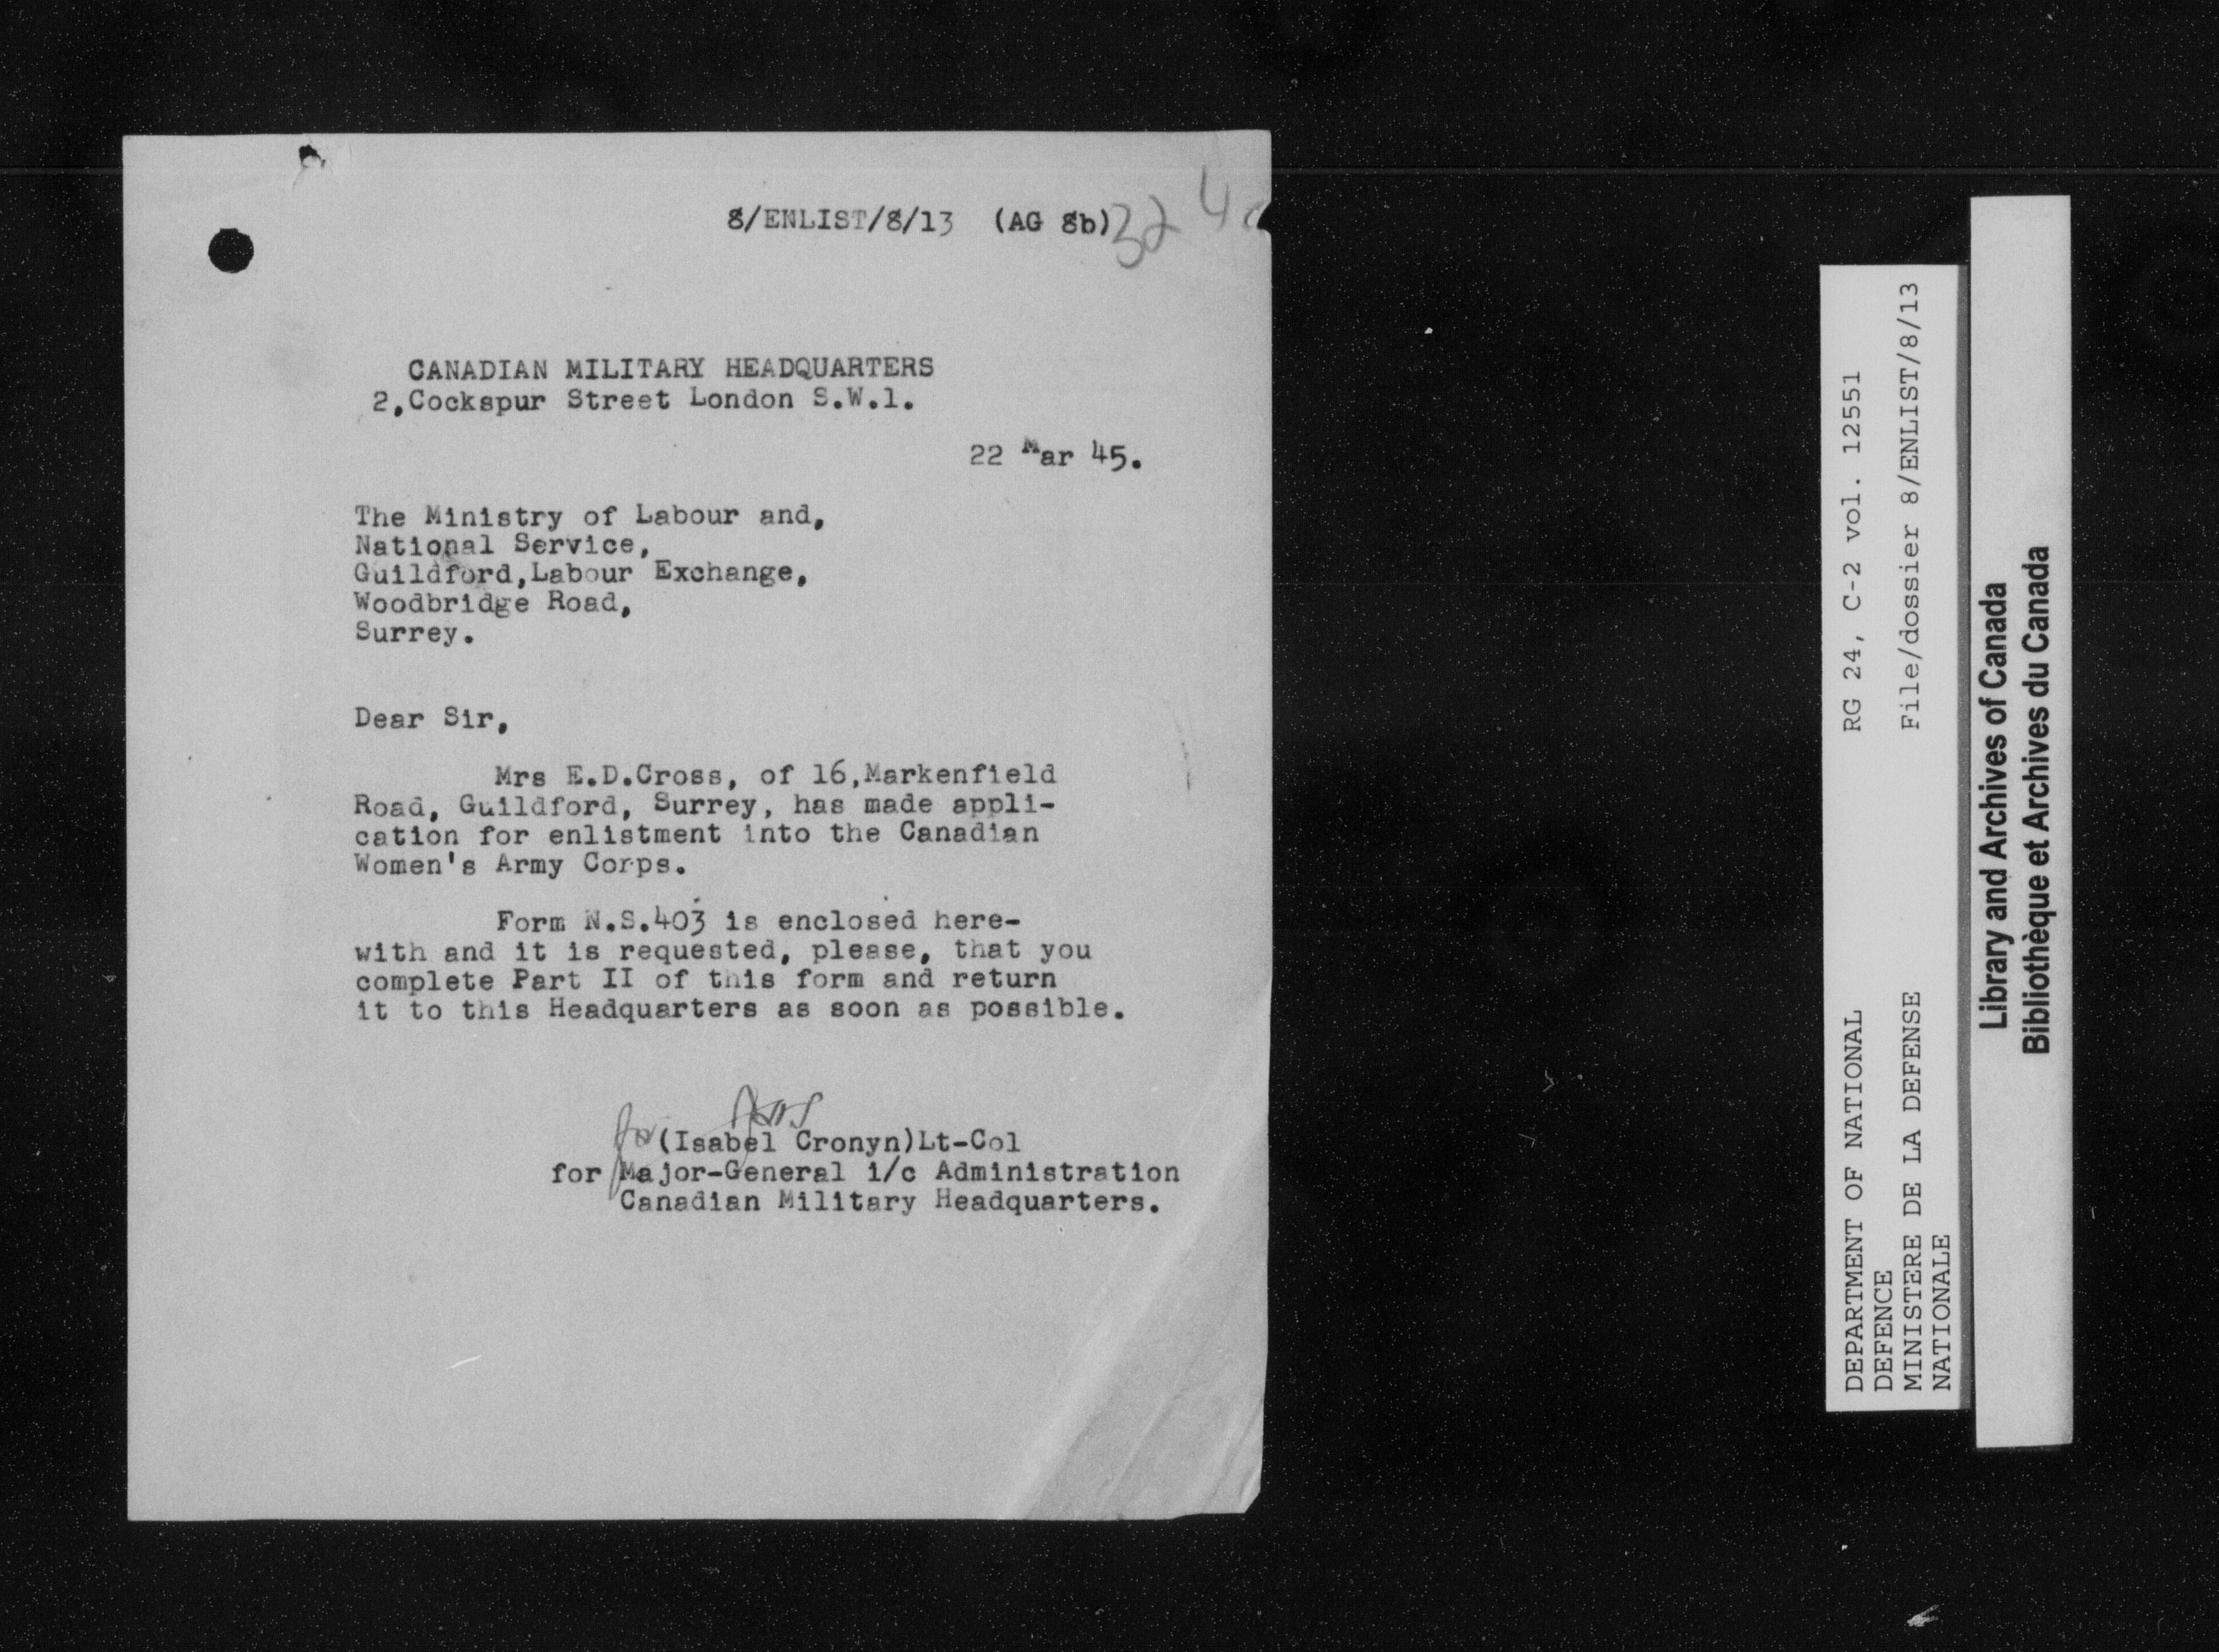 8/ENLIST/8/13 (AG 8b) 32 4a
CANADIAN MILITARY HEADQUARTERS
2,Cockspur Street London S.W.1.
22 Mar 45.
The Ministry of Labour and,
National Service,
Guildford,Labour Exchange,
Woodbridge Road,
Surrey.
Dear Sir,
Mrs E.D.Cross, of 16,Markenfield
Road, Guildford, Surrey, has made appli-
cation for enlistment into the Canadian
Women's Army Corps.
Form N.S.403 is enclosed here-
with and it is requested, please, that you
complete Part II of this form and return
it to this Headquarters as soon as possible.
for (Isabel Cronyn)Lt-Col
for Major-General i/c Administration
Canadian Military Headquarters.
DEPARTMENT OF NATIONAL
DEFENCE
MINISTERE DE LA DEFENSE
NATIONALE
RG 24, C-2 vol. 12551
File/dossier 8/ENLIST/8/13
Library and Archives of Canada
Bibliothèque et Archives du Canada